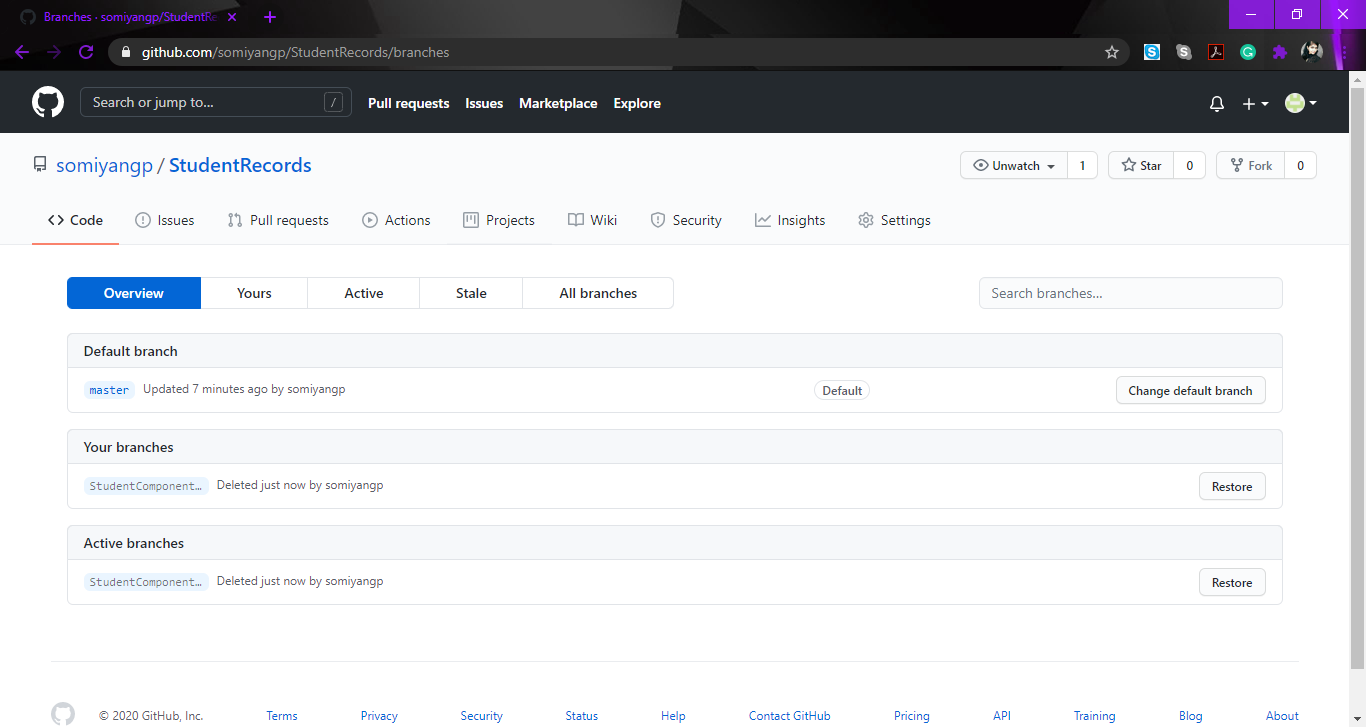 Branches · somiyangp/StudentRe
github.com/somiyangp/StudentRecords/branches
Search or jump to... /
Pull requests Issues Marketplace Explore
somiyangp / StudentRecords
Unwatch 1 Star 0 Fork 0
Code Issues Pull requests Actions Projects Wiki Security Insights Settings
Overview Yours Active Stale All branches
Search branches...
Default branch
master Updated 7 minutes ago by somiyangp Default Change default branch
Your branches
StudentComponent… Deleted just now by somiyangp Restore
Active branches
StudentComponent… Deleted just now by somiyangp Restore
© 2020 GitHub, Inc. Terms Privacy Security Status Help Contact GitHub Pricing API Training Blog About